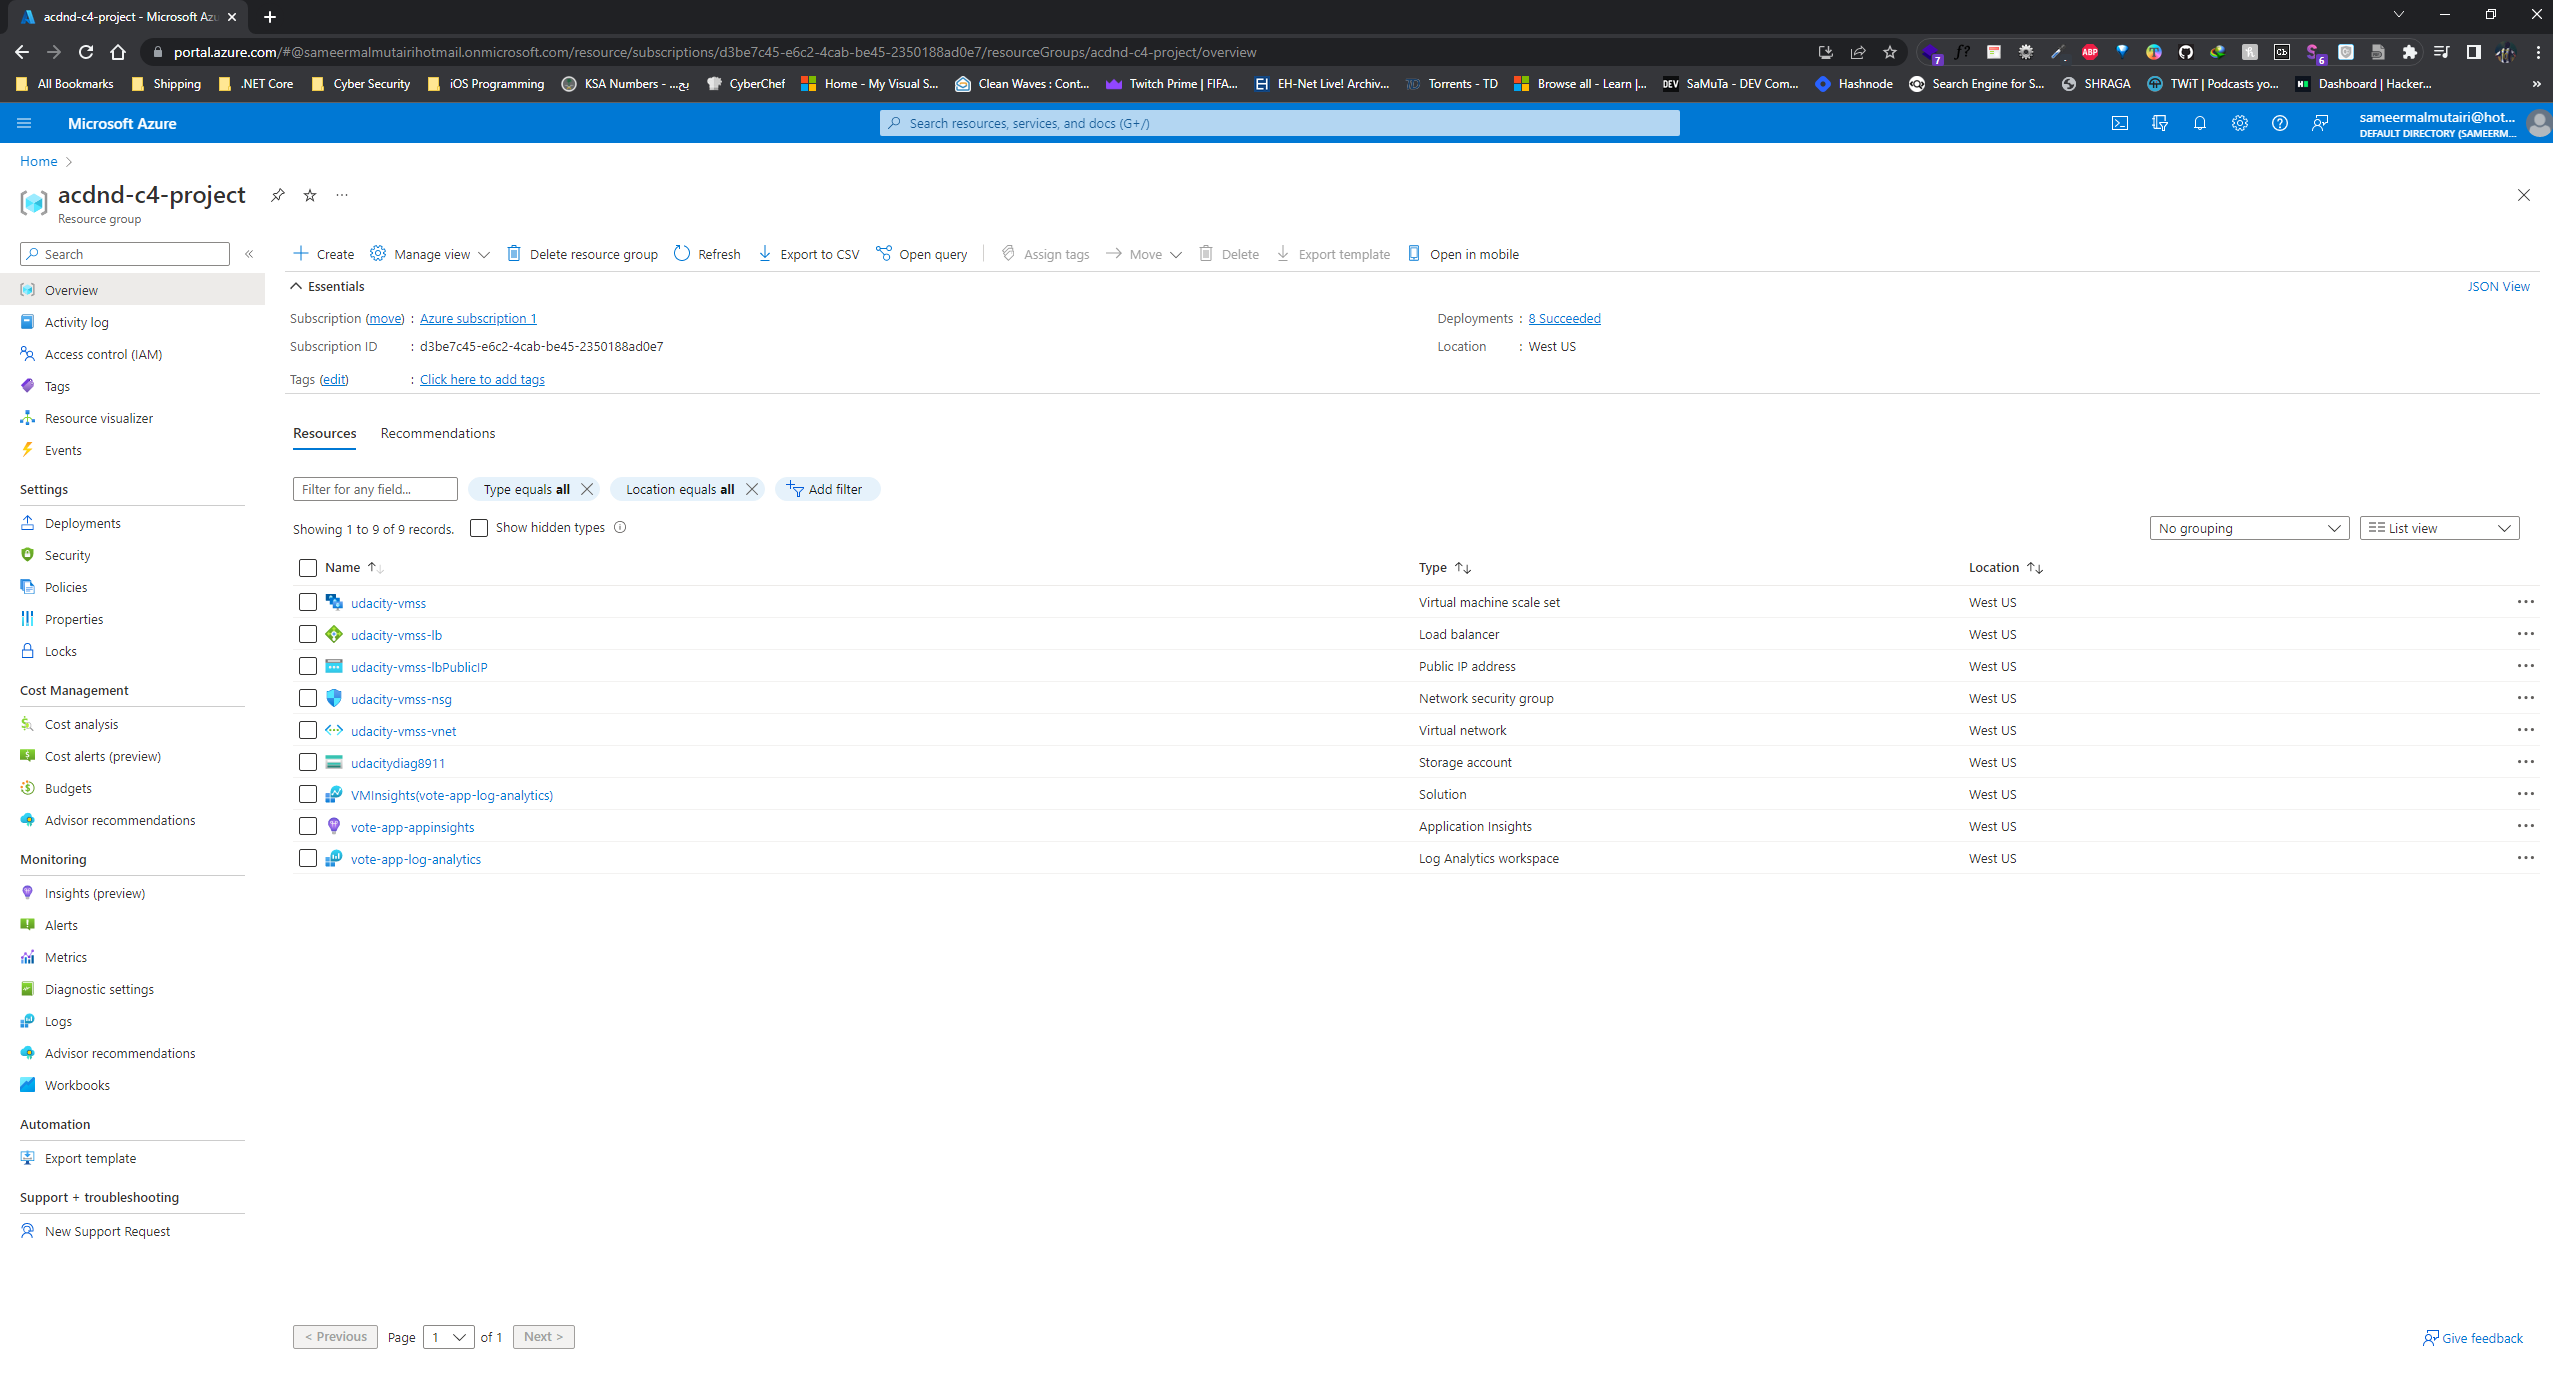 acdnd-c4-project - Microsoft Azu
portal.azure.com/#@sameermalmutairihotmail.onmicrosoft.com/resource/subscriptions/d3be7c45-e6c2-4cab-be45-2350188ad0e7/resourceGroups/acdnd-c4-project/overview
All Bookmarks Shipping .NET Core Cyber Security iOS Programming KSA Numbers - ...يج CyberChef Home - My Visual S... Clean Waves : Cont... Twitch Prime | FIFA... EH-Net Live! Archiv... Torrents - TD Browse all - Learn |... SaMuTa - DEV Com... Hashnode Search Engine for S... SHRAGA TWiT | Podcasts yo... Dashboard | Hacker... »
Microsoft Azure
Search resources, services, and docs (G+/)
sameermalmutairi@hot...
DEFAULT DIRECTORY (SAMEERM...
Home >
acdnd-c4-project
Resource group
Search «
Create Manage view Delete resource group Refresh Export to CSV Open query Assign tags Move Delete Export template Open in mobile
Overview
Activity log
Access control (IAM)
Tags
Resource visualizer
Events
Settings
Deployments
Security
Policies
Properties
Locks
Cost Management
Cost analysis
Cost alerts (preview)
Budgets
Advisor recommendations
Monitoring
Insights (preview)
Alerts
Metrics
Diagnostic settings
Logs
Advisor recommendations
Workbooks
Automation
Export template
Support + troubleshooting
New Support Request
Essentials
JSON View
Subscription (move) : Azure subscription 1
Deployments : 8 Succeeded
Subscription ID : d3be7c45-e6c2-4cab-be45-2350188ad0e7
Location : West US
Tags (edit) : Click here to add tags
Resources Recommendations
Filter for any field... Type equals all Location equals all Add filter
Showing 1 to 9 of 9 records. Show hidden types
No grouping List view
Name Type Location
udacity-vmss Virtual machine scale set West US
udacity-vmss-lb Load balancer West US
udacity-vmss-lbPublicIP Public IP address West US
udacity-vmss-nsg Network security group West US
udacity-vmss-vnet Virtual network West US
udacitydiag8911 Storage account West US
VMInsights(vote-app-log-analytics) Solution West US
vote-app-appinsights Application Insights West US
vote-app-log-analytics Log Analytics workspace West US
< Previous Page 1 of 1 Next >
Give feedback